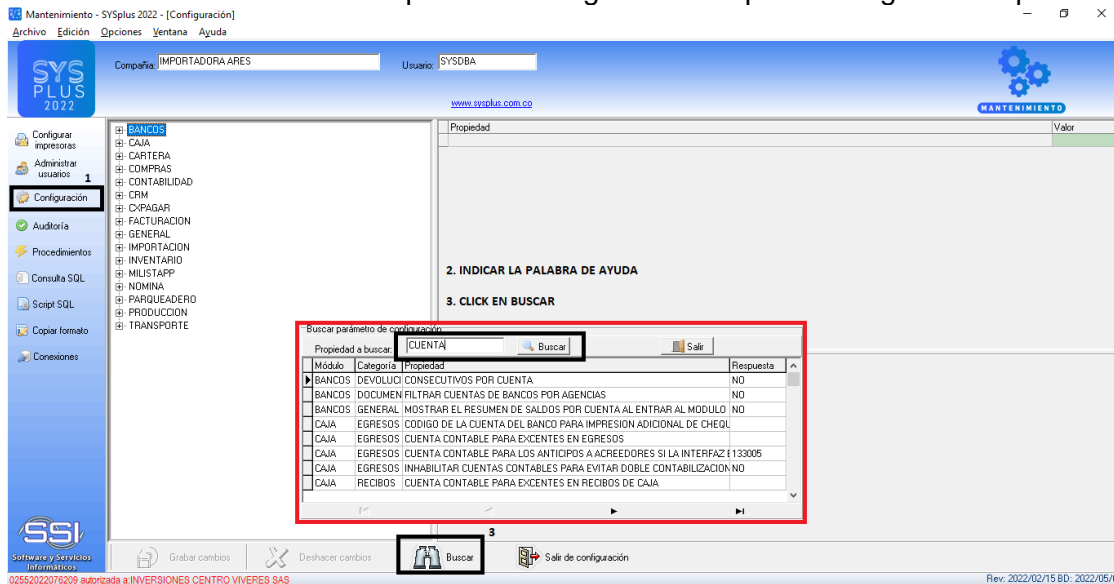 Mantenimiento - SYSplus 2022 - [Configuración]
Archivo Edición Opciones Ventana Ayuda
SYS
PLUS
2022
Compañia: IMPORTADORA ARES
Usuario: SYSDBA
www.sysplus.com.co
MANTENIMIENTO
Configurar
impresoras
Administrar
usuarios
1
Configuración
Auditoría
Procedimientos
Consulta SQL
Script SQL
Copiar formato
Conexiones
BANCOS
CAJA
CARTERA
COMPRAS
CONTABILIDAD
CRM
CXPAGAR
FACTURACION
GENERAL
IMPORTACION
INVENTARIO
MILISTAPP
NOMINA
PARQUEADERO
PRODUCCION
TRANSPORTE
Propiedad Valor
2. INDICAR LA PALABRA DE AYUDA
3. CLICK EN BUSCAR
Buscar parámetro de configuración
Propiedad a buscar: CUENTA Buscar Salir
Módulo Categoría Propiedad Respuesta
BANCOS DEVOLUCI CONSECUTIVOS POR CUENTA NO
BANCOS DOCUMEN FILTRAR CUENTAS DE BANCOS POR AGENCIAS NO
BANCOS GENERAL MOSTRAR EL RESUMEN DE SALDOS POR CUENTA AL ENTRAR AL MODULO NO
CAJA EGRESOS CODIGO DE LA CUENTA DEL BANCO PARA IMPRESION ADICIONAL DE CHEQU
CAJA EGRESOS CUENTA CONTABLE PARA EXCENTES EN EGRESOS
CAJA EGRESOS CUENTA CONTABLE PARA LOS ANTICIPOS A ACREEDORES SI LA INTERFAZ E 133005
CAJA EGRESOS INHABILITAR CUENTAS CONTABLES PARA EVITAR DOBLE CONTABILIZACION NO
CAJA RECIBOS CUENTA CONTABLE PARA EXCENTES EN RECIBOS DE CAJA
3
SSI
Software y Servicios
Informáticos
Grabar cambios Deshacer cambios Buscar Salir de configuración
02552022076209 autorizada a:INVERSIONES CENTRO VIVERES SAS
Rev: 2022/02/15 BD: 2022/05/